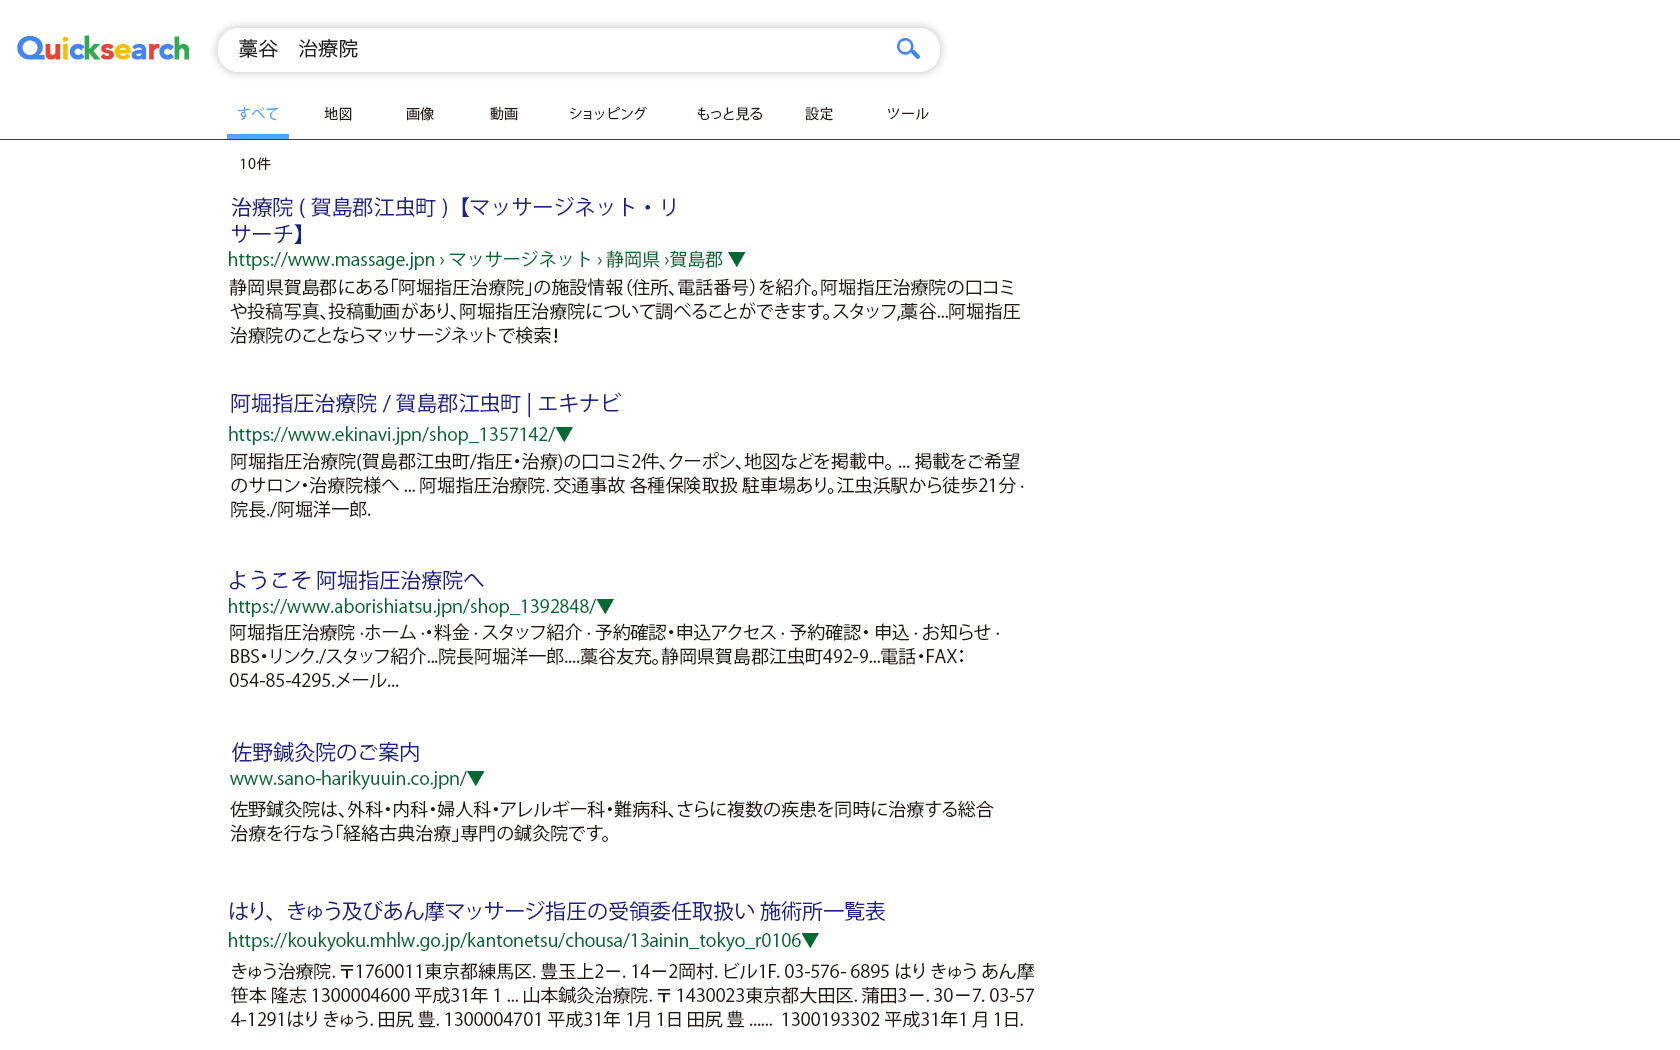 Quicksearch
藁谷　治療院
すべて 地図 画像 動画 ショッピング もっと見る 設定 ツール
10件
治療院 ( 賀島郡江虫町 )【マッサージネット・リ
サーチ】
https://www.massage.jpn › マッサージネット › 静岡県 ›賀島郡 ▼
静岡県賀島郡にある「阿堀指圧治療院」の施設情報（住所、電話番号）を紹介。阿堀指圧治療院の口コミ
や投稿写真、投稿動画があり、阿堀指圧治療院について調べることができます。スタッフ,藁谷...阿堀指圧
治療院のことならマッサージネットで検索！
阿堀指圧治療院 / 賀島郡江虫町 | エキナビ
https://www.ekinavi.jpn/shop_1357142/▼
阿堀指圧治療院(賀島郡江虫町/指圧・治療)の口コミ2件、クーポン、地図などを掲載中。 ... 掲載をご希望
のサロン・治療院様へ ... 阿堀指圧治療院. 交通事故 各種保険取扱 駐車場あり。江虫浜駅から徒歩21分 ·
院長./阿堀洋一郎.
ようこそ 阿堀指圧治療院へ
https://www.aborishiatsu.jpn/shop_1392848/▼
阿堀指圧治療院 ·ホーム ·・料金 · スタッフ紹介 · 予約確認・申込アクセス · 予約確認・ 申込 · お知らせ ·
BBS・リンク./スタッフ紹介...院長阿堀洋一郎....藁谷友充。静岡県賀島郡江虫町492-9...電話・FAX：
054-85-4295.メール...
佐野鍼灸院のご案内
www.sano-harikyuuin.co.jpn/▼
佐野鍼灸院は、外科・内科・婦人科・アレルギー科・難病科、さらに複数の疾患を同時に治療する総合
治療を行なう「経絡古典治療」専門の鍼灸院です。
はり、きゅう及びあん摩マッサージ指圧の受領委任取扱い 施術所一覧表
https://koukyoku.mhlw.go.jp/kantonetsu/chousa/13ainin_tokyo_r0106▼
きゅう治療院. 〒1760011東京都練馬区. 豊玉上2ー. 14ー2岡村. ビル1F. 03-576- 6895 はり きゅう あん摩
笹本 隆志 1300004600 平成31年 1 ... 山本鍼灸治療院. 〒 1430023東京都大田区. 蒲田3ー. 30ー7. 03-57
4-1291はり きゅう. 田尻 豊. 1300004701 平成31年 1月 1日 田尻 豊 ...... 1300193302 平成31年1 月 1日.